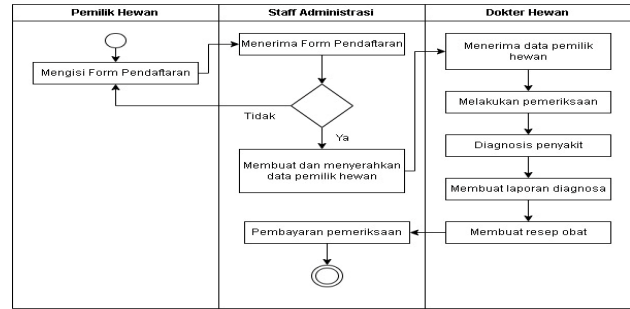 Pemilik Hewan
Staff Administrasi
Dokter Hewan
Mengisi Form Pendaftaran
Menerima Form Pendaftaran
Tidak
Ya
Membuat dan menyerahkan
data pemilik hewan
Menerima data pemilik
hewan
Melakukan pemeriksaan
Diagnosis penyakit
Membuat laporan diagnosa
Membuat resep obat
Pembayaran pemeriksaan